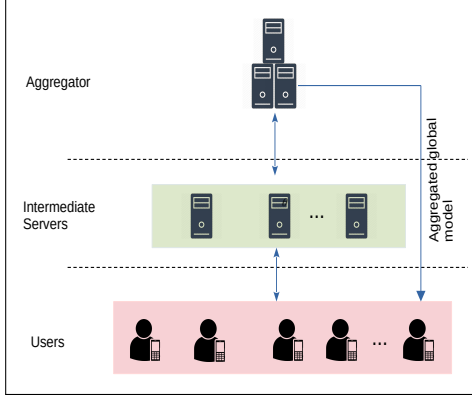 Aggregator
Aggregated global
model
Intermediate
Servers
...
Users
...